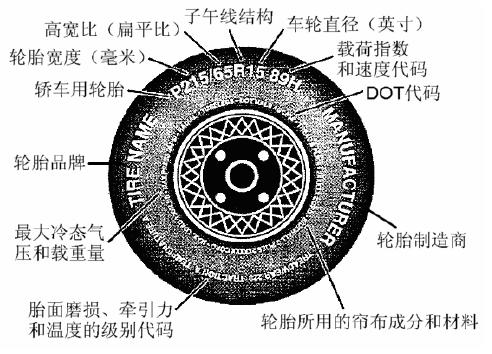 子午线结构
高宽比（扁平比）
车轮直径（英寸）
轮胎宽度（毫米）
载荷指数
和速度代码
轿车用轮胎
P215/65R15 89H
DOT代码
TIRE NAME
MANUFACTURER
轮胎品牌
最大冷态气
压和载重量
轮胎制造商
胎面磨损、牵引力
和温度的级别代码
轮胎所用的帘布成分和材料